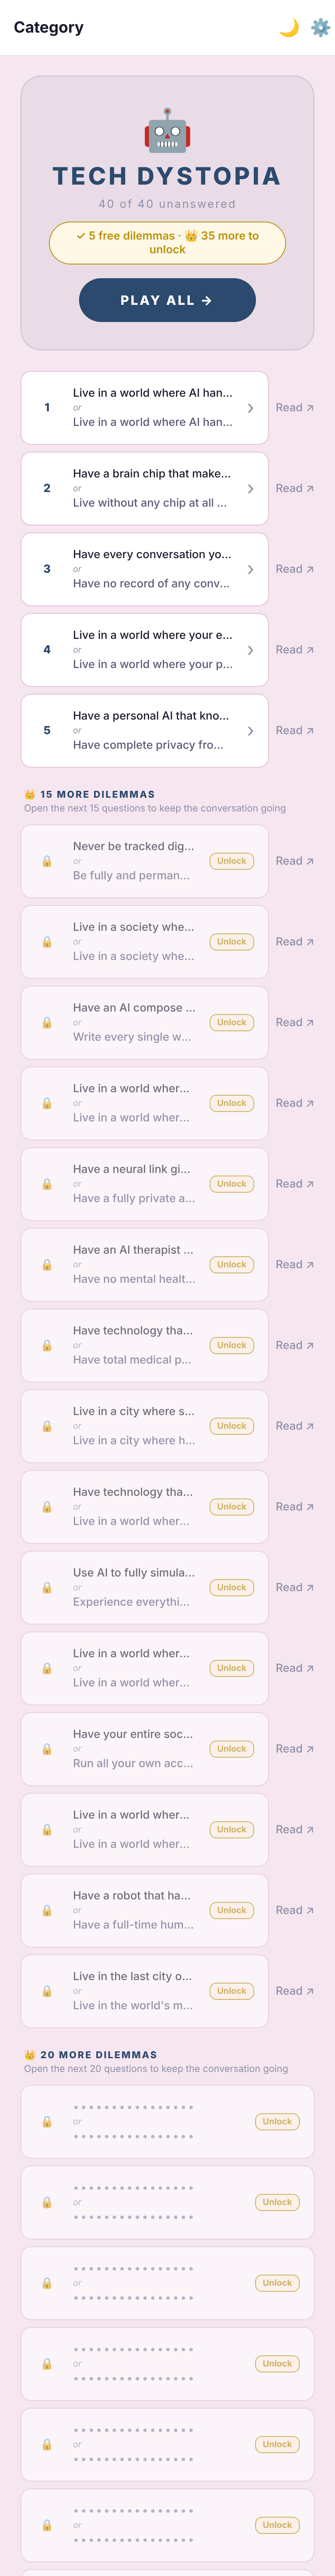 Category
TECH DYSTOPIA
40 of 40 unanswered
✓ 5 free dilemmas · 👑 35 more to
unlock
PLAY ALL →
1
Live in a world where AI han...
or
Live in a world where AI han...
Read ↗
2
Have a brain chip that make...
or
Live without any chip at all ...
Read ↗
3
Have every conversation yo...
or
Have no record of any conv...
Read ↗
4
Live in a world where your e...
or
Live in a world where your p...
Read ↗
5
Have a personal AI that kno...
or
Have complete privacy fro...
Read ↗
👑 15 MORE DILEMMAS
Open the next 15 questions to keep the conversation going
Never be tracked dig...
or
Be fully and perman...
Unlock
Read ↗
Live in a society whe...
or
Live in a society whe...
Unlock
Read ↗
Have an AI compose ...
or
Write every single w...
Unlock
Read ↗
Live in a world wher...
or
Live in a world wher...
Unlock
Read ↗
Have a neural link gi...
or
Have a fully private a...
Unlock
Read ↗
Have an AI therapist ...
or
Have no mental healt...
Unlock
Read ↗
Have technology tha...
or
Have total medical p...
Unlock
Read ↗
Live in a city where s...
or
Live in a city where h...
Unlock
Read ↗
Have technology tha...
or
Live in a world wher...
Unlock
Read ↗
Use AI to fully simula...
or
Experience everythi...
Unlock
Read ↗
Live in a world wher...
or
Live in a world wher...
Unlock
Read ↗
Have your entire soc...
or
Run all your own acc...
Unlock
Read ↗
Live in a world wher...
or
Live in a world wher...
Unlock
Read ↗
Have a robot that ha...
or
Have a full-time hum...
Unlock
Read ↗
Live in the last city o...
or
Live in the world's m...
Unlock
Read ↗
👑 20 MORE DILEMMAS
Open the next 20 questions to keep the conversation going
or
Unlock
or
Unlock
or
Unlock
or
Unlock
or
Unlock
or
Unlock